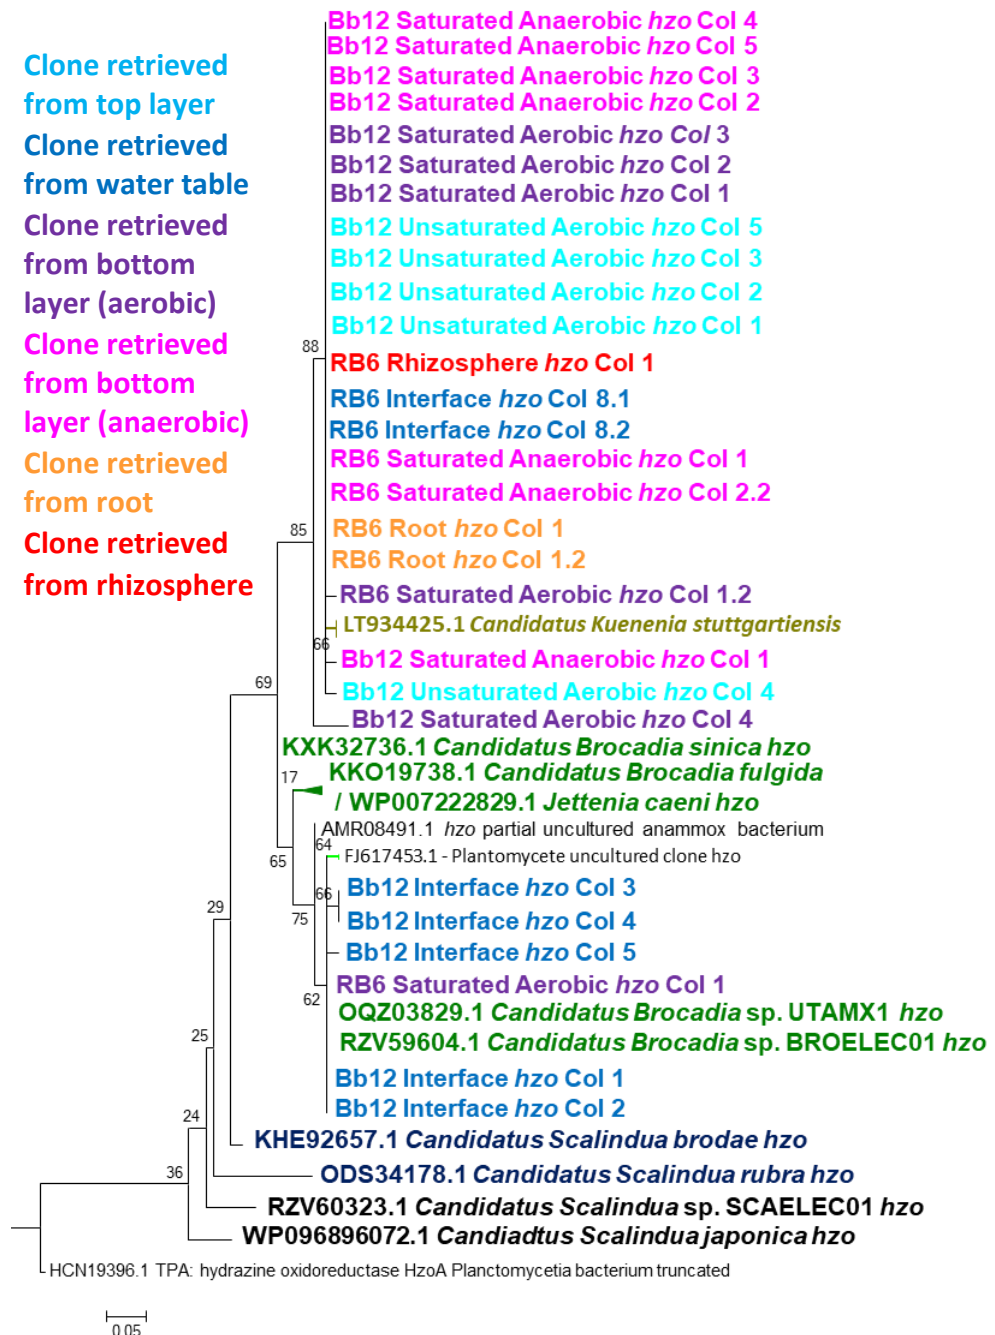 Clone retrieved
from top layer
Clone retrieved
from water table
Clone retrieved
from bottom
layer (aerobic)
Clone retrieved
from bottom
layer (anaerobic)
Clone retrieved
from root
Clone retrieved
from rhizosphere
Bb12 Saturated Anaerobic hzo Col 4
Bb12 Saturated Anaerobic hzo Col 5
Bb12 Saturated Anaerobic hzo Col 3
Bb12 Saturated Anaerobic hzo Col 2
Bb12 Saturated Aerobic hzo Col 3
Bb12 Saturated Aerobic hzo Col 2
Bb12 Saturated Aerobic hzo Col 1
Bb12 Unsaturated Aerobic hzo Col 5
Bb12 Unsaturated Aerobic hzo Col 3
Bb12 Unsaturated Aerobic hzo Col 2
Bb12 Unsaturated Aerobic hzo Col 1
88
RB6 Rhizosphere hzo Col 1
RB6 Interface hzo Col 8.1
RB6 Interface hzo Col 8.2
RB6 Saturated Anaerobic hzo Col 1
RB6 Saturated Anaerobic hzo Col 2.2
85
RB6 Root hzo Col 1
RB6 Root hzo Col 1.2
RB6 Saturated Aerobic hzo Col 1.2
LT934425.1 Candidatus Kuenenia stuttgartiensis
66
Bb12 Saturated Anaerobic hzo Col 1
69
Bb12 Unsaturated Aerobic hzo Col 4
Bb12 Saturated Aerobic hzo Col 4
KXK32736.1 Candidatus Brocadia sinica hzo
17
KKO19738.1 Candidatus Brocadia fulgida
/ WP007222829.1 Jettenia caeni hzo
AMR08491.1 hzo partial uncultured anammox bacterium
64
65
FJ617453.1 - Plantomycete uncultured clone hzo
66
Bb12 Interface hzo Col 3
29
75
Bb12 Interface hzo Col 4
Bb12 Interface hzo Col 5
RB6 Saturated Aerobic hzo Col 1
62
OQZ03829.1 Candidatus Brocadia sp. UTAMX1 hzo
25
RZV59604.1 Candidatus Brocadia sp. BROELEC01 hzo
Bb12 Interface hzo Col 1
Bb12 Interface hzo Col 2
24
KHE92657.1 Candidatus Scalindua brodae hzo
36
ODS34178.1 Candidatus Scalindua rubra hzo
RZV60323.1 Candidatus Scalindua sp. SCAELEC01 hzo
WP096896072.1 Candiadtus Scalindua japonica hzo
HCN19396.1 TPA: hydrazine oxidoreductase HzoA Planctomycetia bacterium truncated
0.05